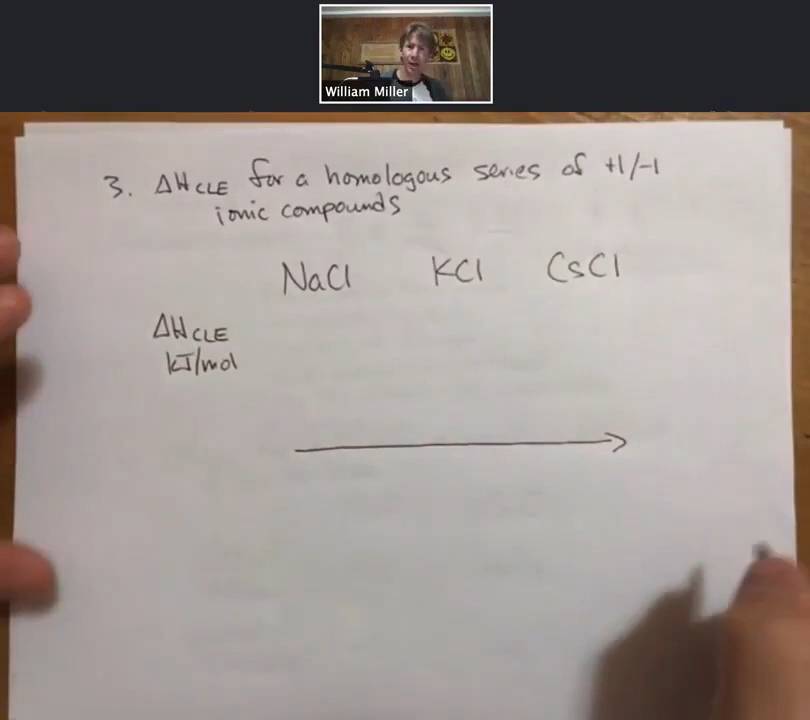 William Miller
3. ΔHCLE for a homologous series of +1/-1
ionic compounds
NaCl KCl CsCl
ΔHCLE
kJ/mol